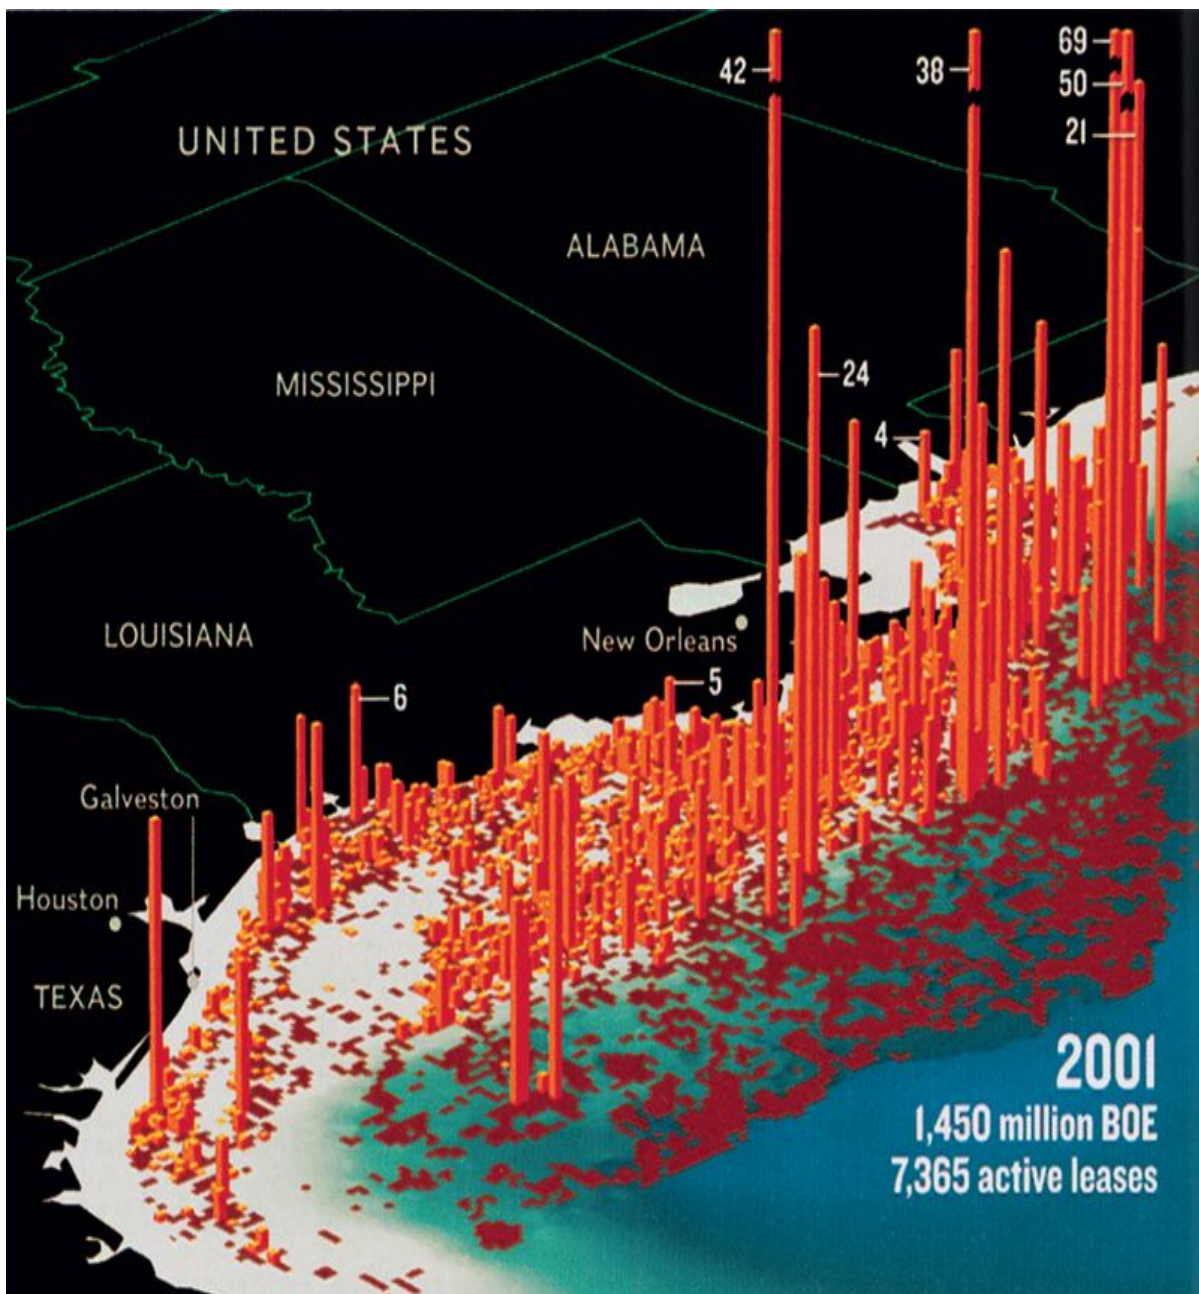 42
38
69
50
21
UNITED STATES
ALABAMA
24
MISSISSIPPI
4
LOUISIANA
New Orleans
6
5
Galveston
Houston
TEXAS
2001
1,450 million BOE
7,365 active leases